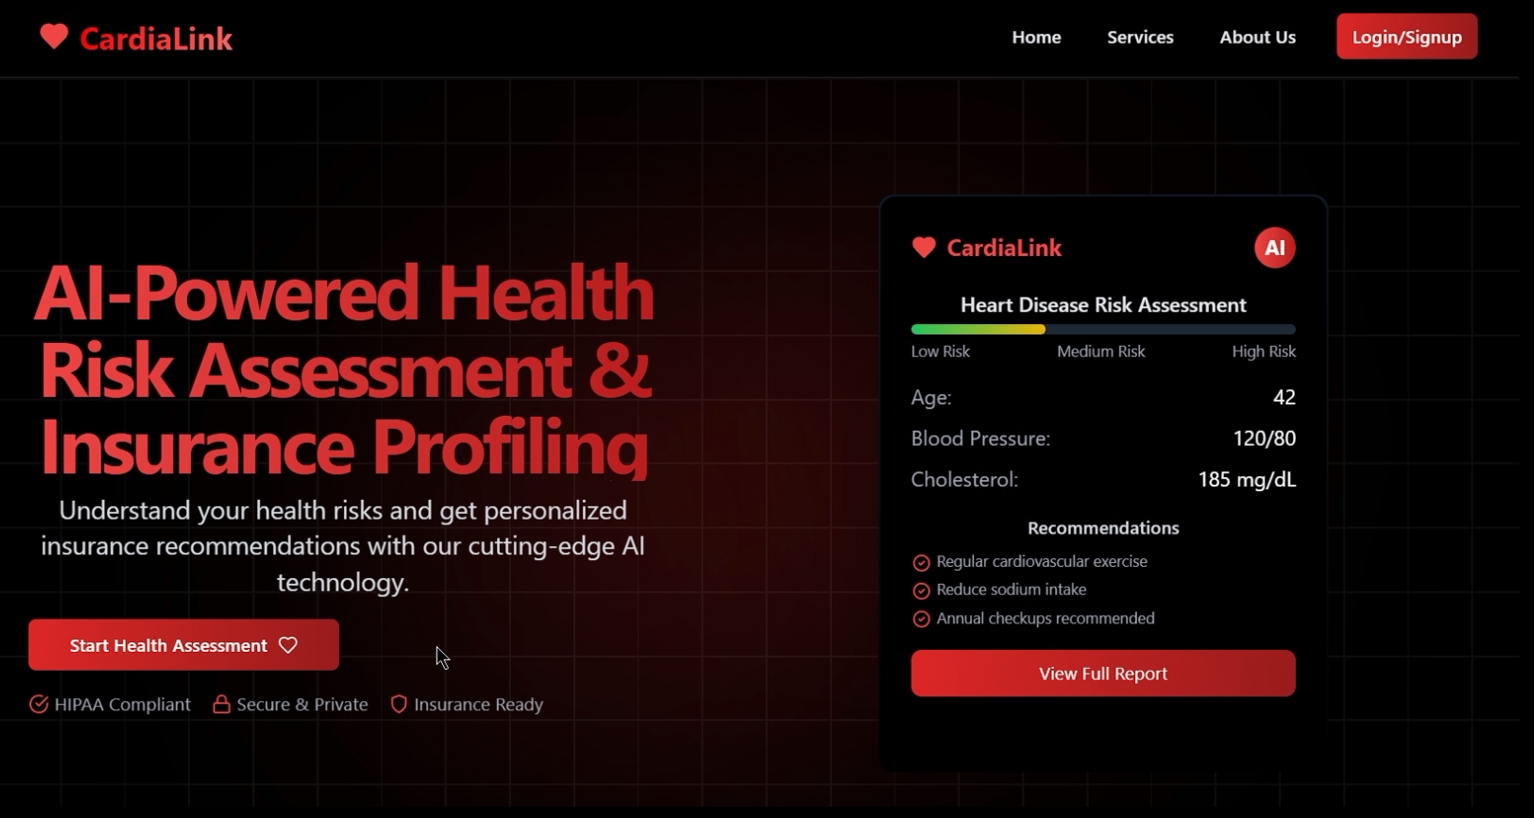 CardiaLink
Home
Services
About Us
Login/Signup
AI-Powered Health
Risk Assessment &
Insurance Profiling
Understand your health risks and get personalized
insurance recommendations with our cutting-edge AI
technology.
Start Health Assessment
HIPAA Compliant
Secure & Private
Insurance Ready
CardiaLink
AI
Heart Disease Risk Assessment
Low Risk
Medium Risk
High Risk
Age: 42
Blood Pressure: 120/80
Cholesterol: 185 mg/dL
Recommendations
Regular cardiovascular exercise
Reduce sodium intake
Annual checkups recommended
View Full Report